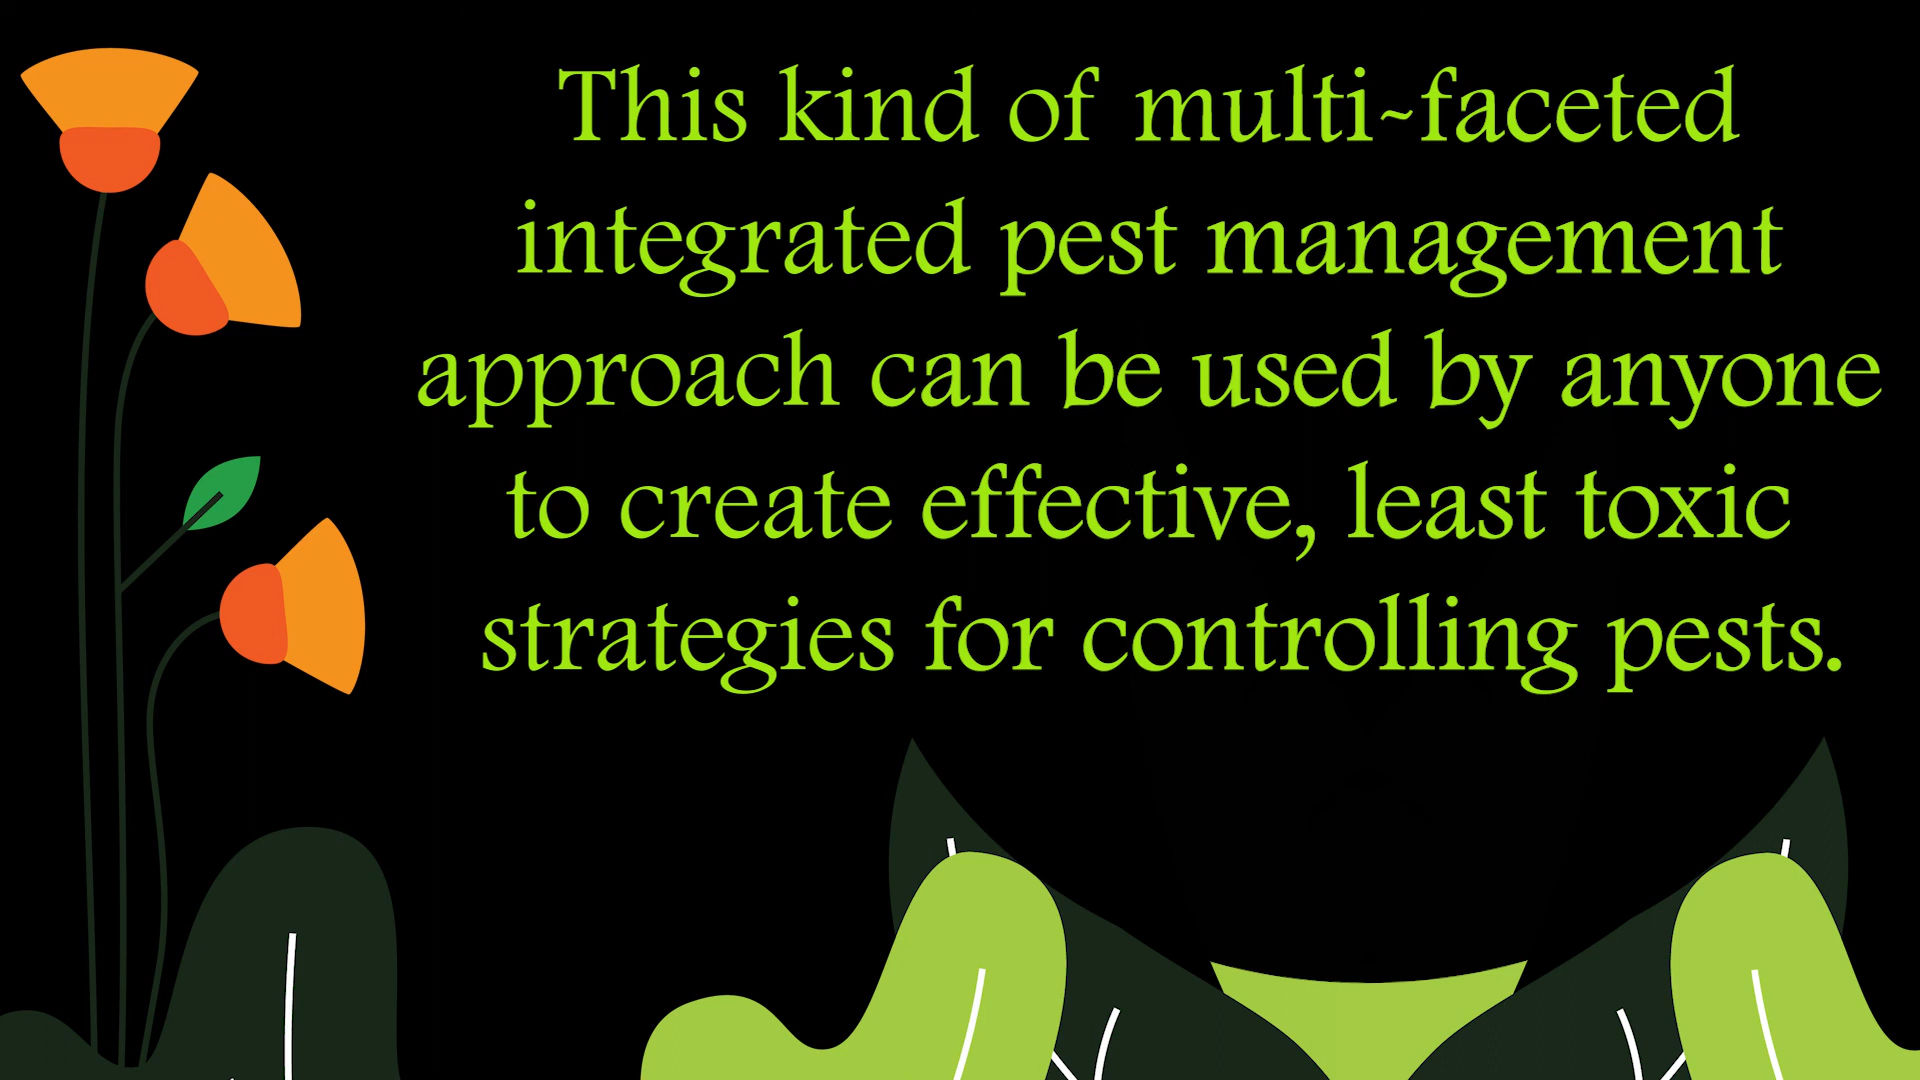 This kind of multi-faceted
integrated pest management
approach can be used by anyone
to create effective, least toxic
strategies for controlling pests.